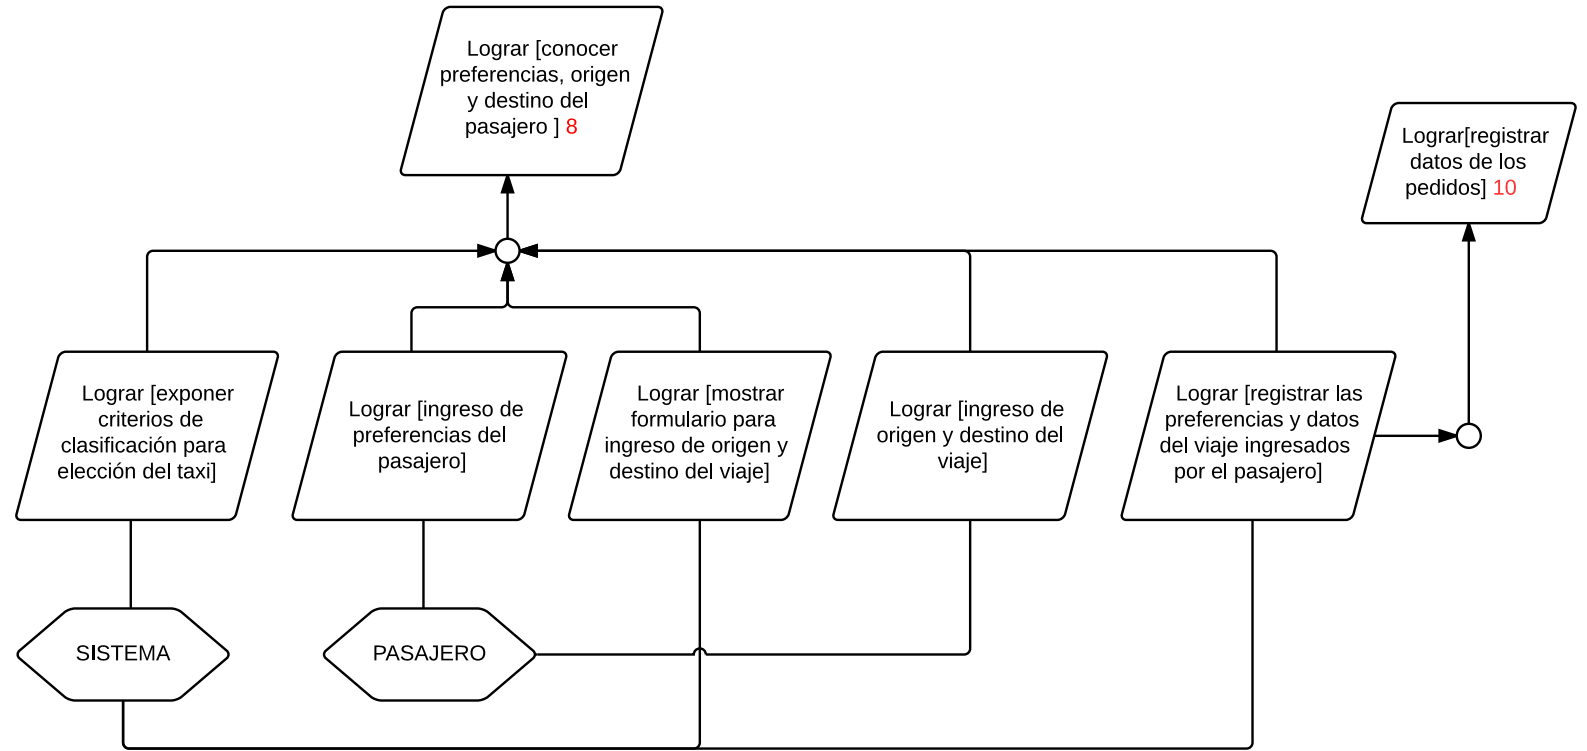 Lograr [conocer
preferencias, origen
y destino del
pasajero ] 8
Lograr[registrar
datos de los
pedidos] 10
Lograr [exponer
criterios de
clasificación para
elección del taxi]
Lograr [ingreso de
preferencias del
pasajero]
Lograr [mostrar
formulario para
ingreso de origen y
destino del viaje]
Lograr [ingreso de
origen y destino del
viaje]
Lograr [registrar las
preferencias y datos
del viaje ingresados
por el pasajero]
SISTEMA
PASAJERO